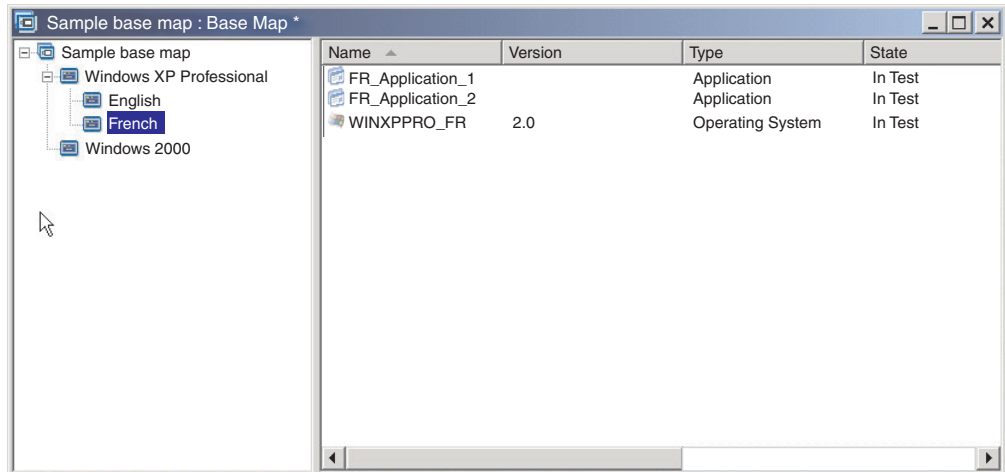 Sample base map : Base Map *
Sample base map
Windows XP Professional
English
French
Windows 2000
Name Version Type State
FR_Application_1 Application In Test
FR_Application_2 Application In Test
WINXPPRO_FR 2.0 Operating System In Test